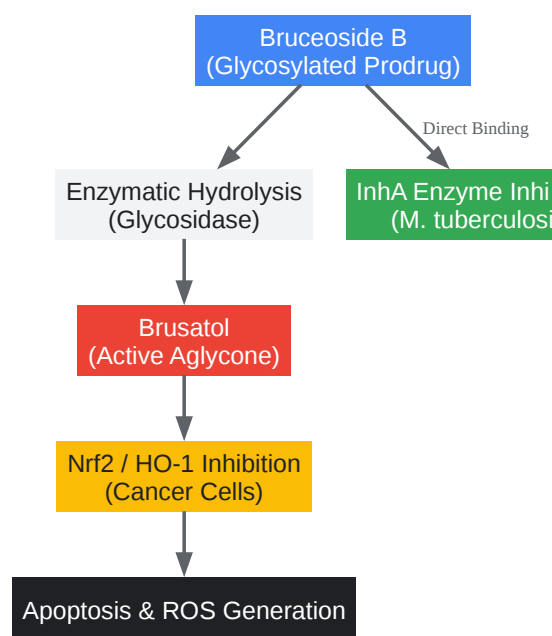 Bruceoside B
(Glycosylated Prodrug)
Direct Binding
Enzymatic Hydrolysis
(Glycosidase)
InhA Enzyme Inhi
(M. tuberculosi
Brusatol
(Active Aglycone)
Nrf2 / HO-1 Inhibition
(Cancer Cells)
Apoptosis & ROS Generation